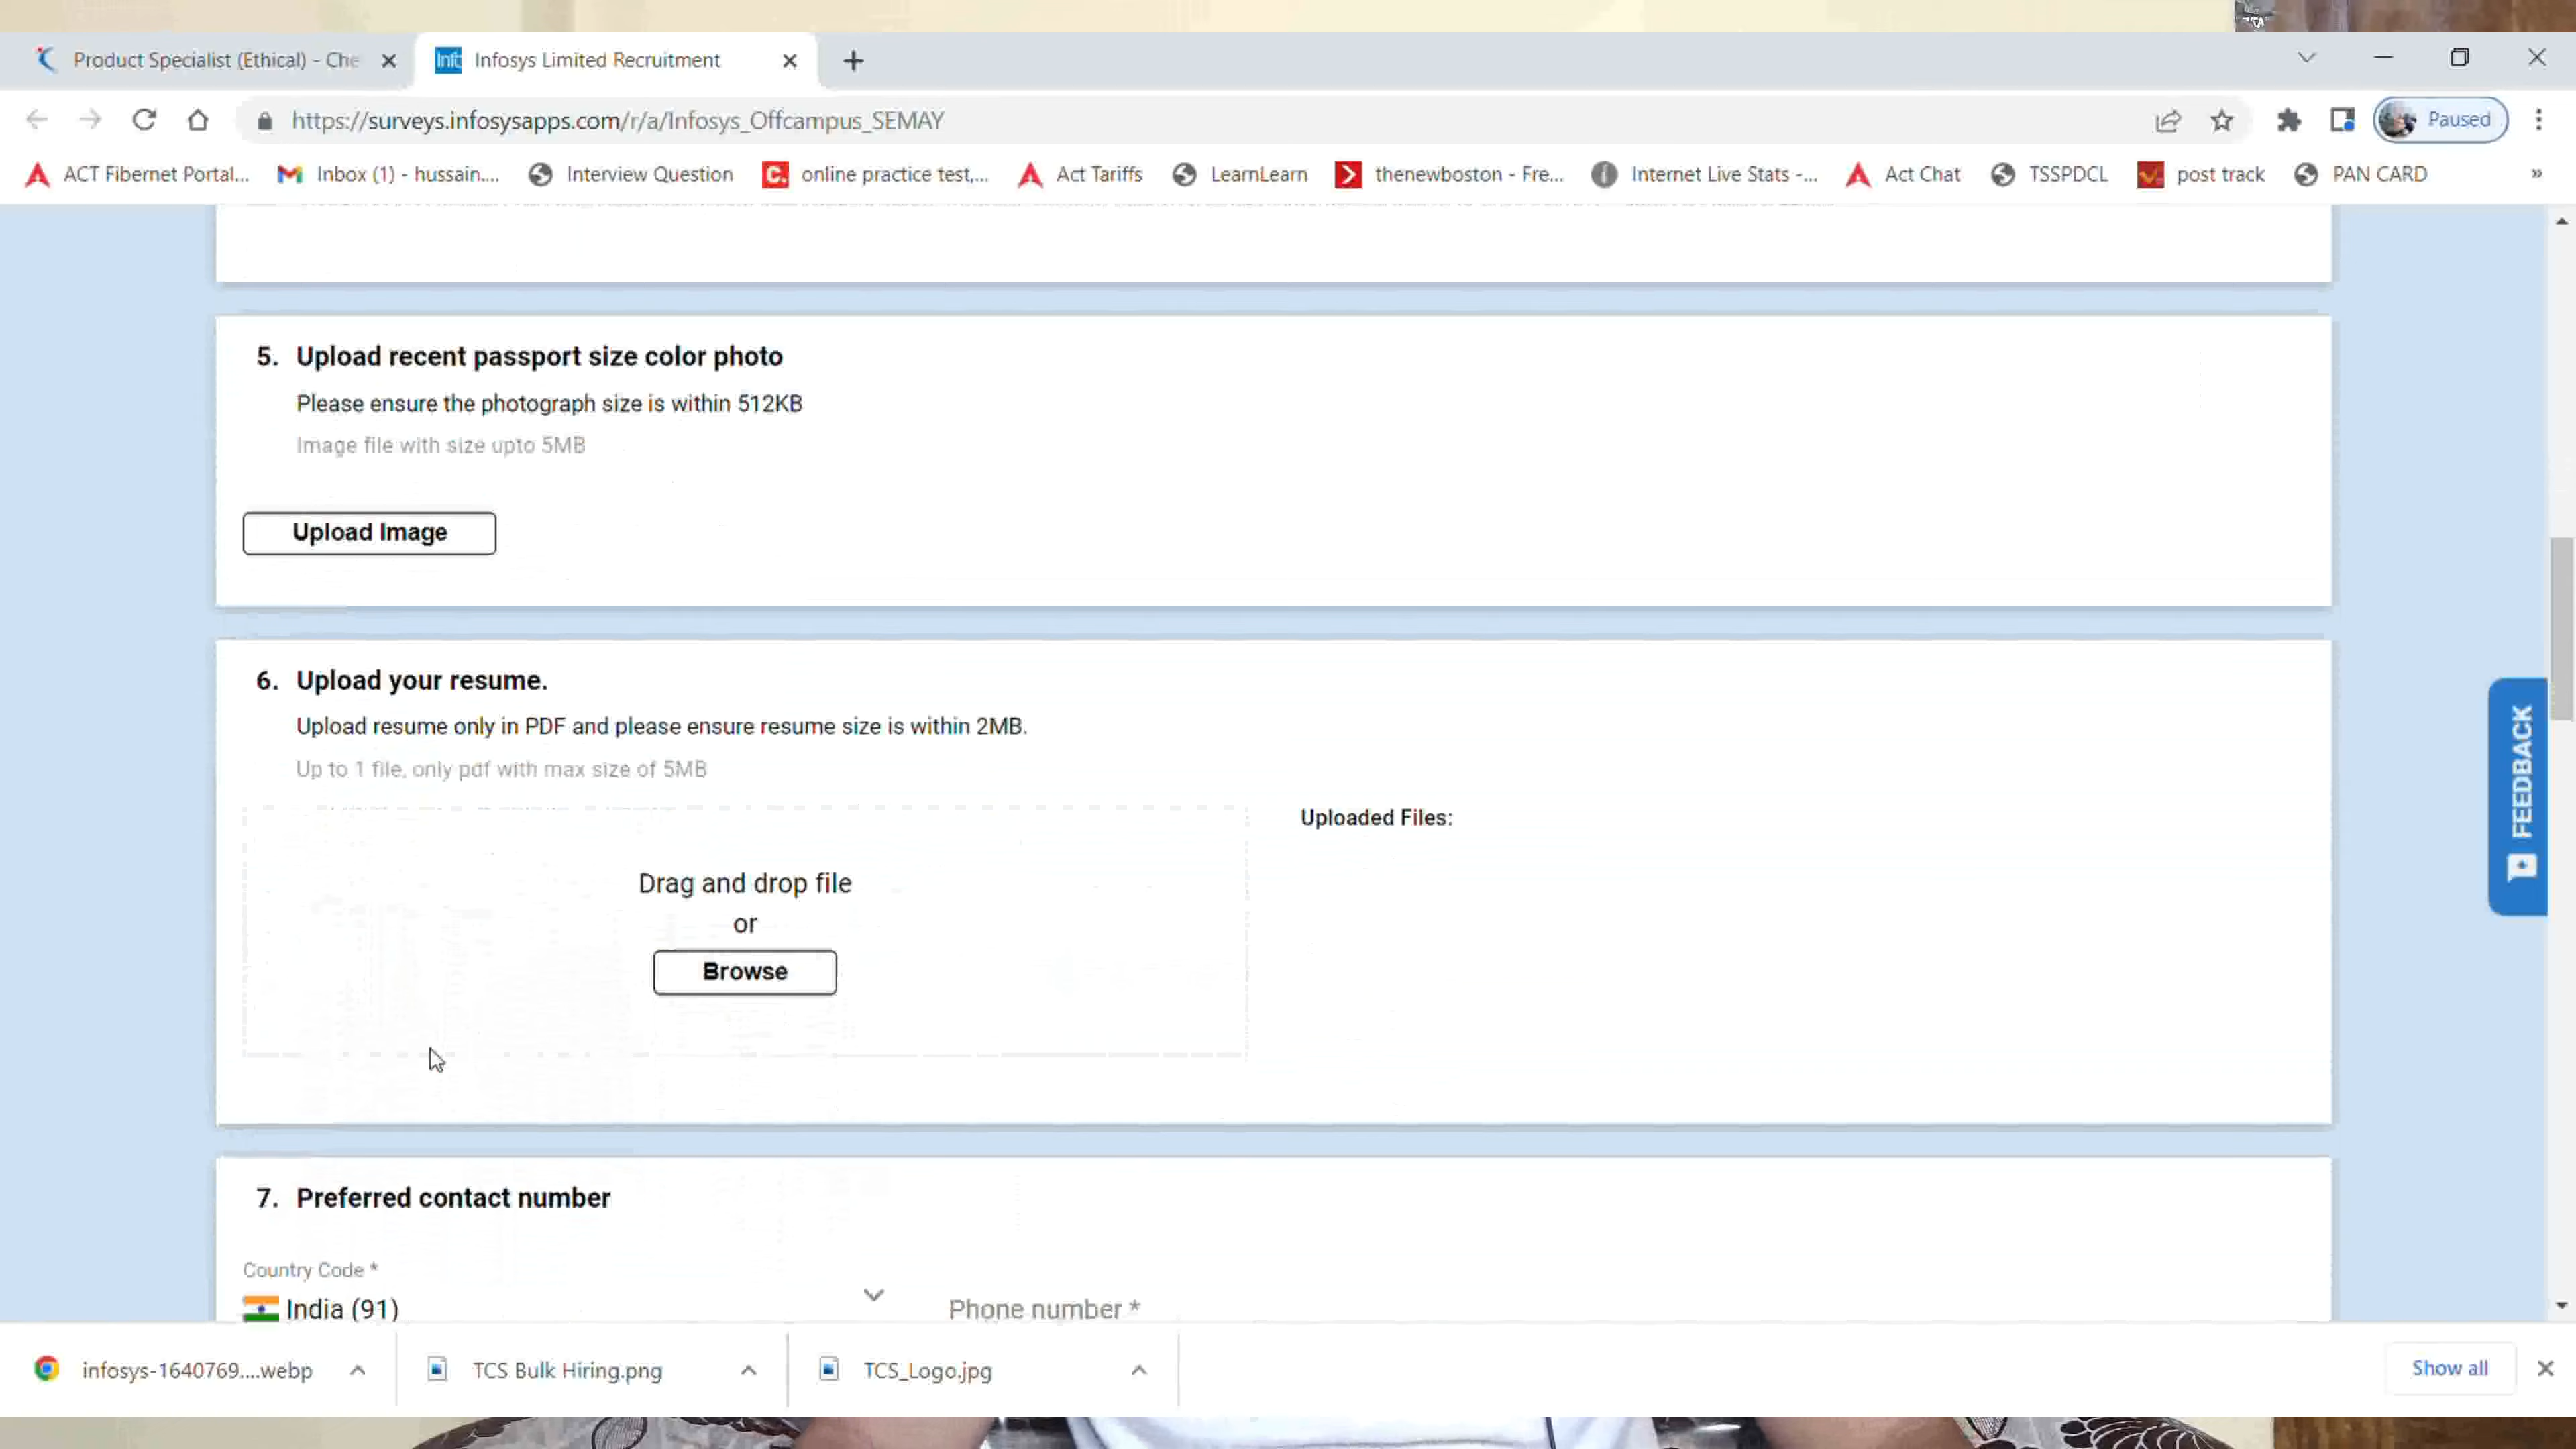 Product Specialist (Ethical) - Che
Infosys Limited Recruitment
https://surveys.infosysapps.com/r/a/Infosys_Offcampus_SEMAY
Paused
ACT Fibernet Portal...
Inbox (1) - hussain....
Interview Question
online practice test,...
Act Tariffs
LearnLearn
thenewboston - Fre...
Internet Live Stats -...
Act Chat
TSSPDCL
post track
PAN CARD
»
5. Upload recent passport size color photo
Please ensure the photograph size is within 512KB
Image file with size upto 5MB
Upload Image
6. Upload your resume.
Upload resume only in PDF and please ensure resume size is within 2MB.
Up to 1 file, only pdf with max size of 5MB
Uploaded Files:
Drag and drop file
or
Browse
FEEDBACK
7. Preferred contact number
Country Code *
India (91)
Phone number *
infosys-1640769....webp
TCS Bulk Hiring.png
TCS_Logo.jpg
Show all